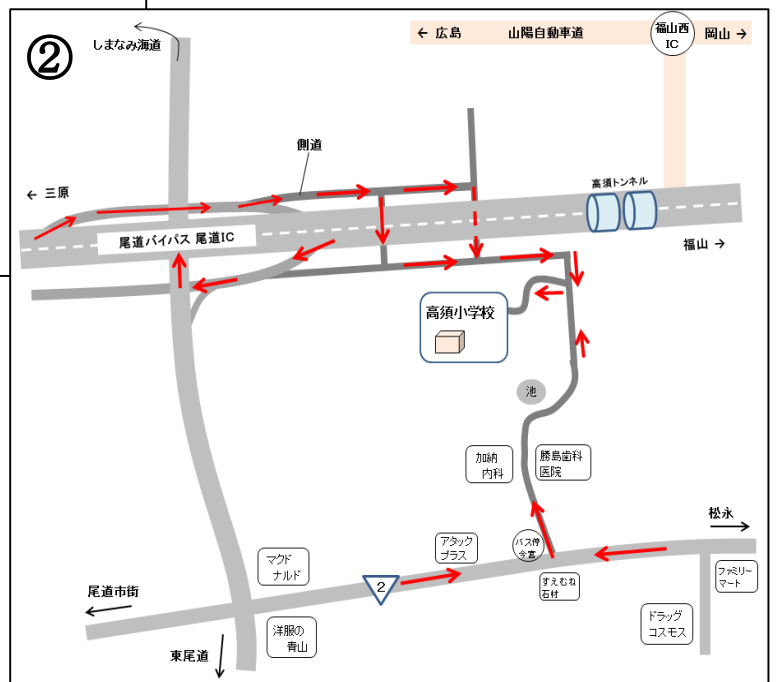 ②
しまなみ海道
← 広島
山陽自動車道
福山西
IC
岡山 →
側道
← 三原
高須トンネル
尾道バイパス 尾道IC
福山 →
高須小学校
池
加納
内科
勝島歯科
医院
松永
アタック
プラス
バス停
今宮
マクド
ナルド
2
すえむね
石材
ファミリー
マート
尾道市街
洋服の
青山
ドラッグ
コスモス
東尾道